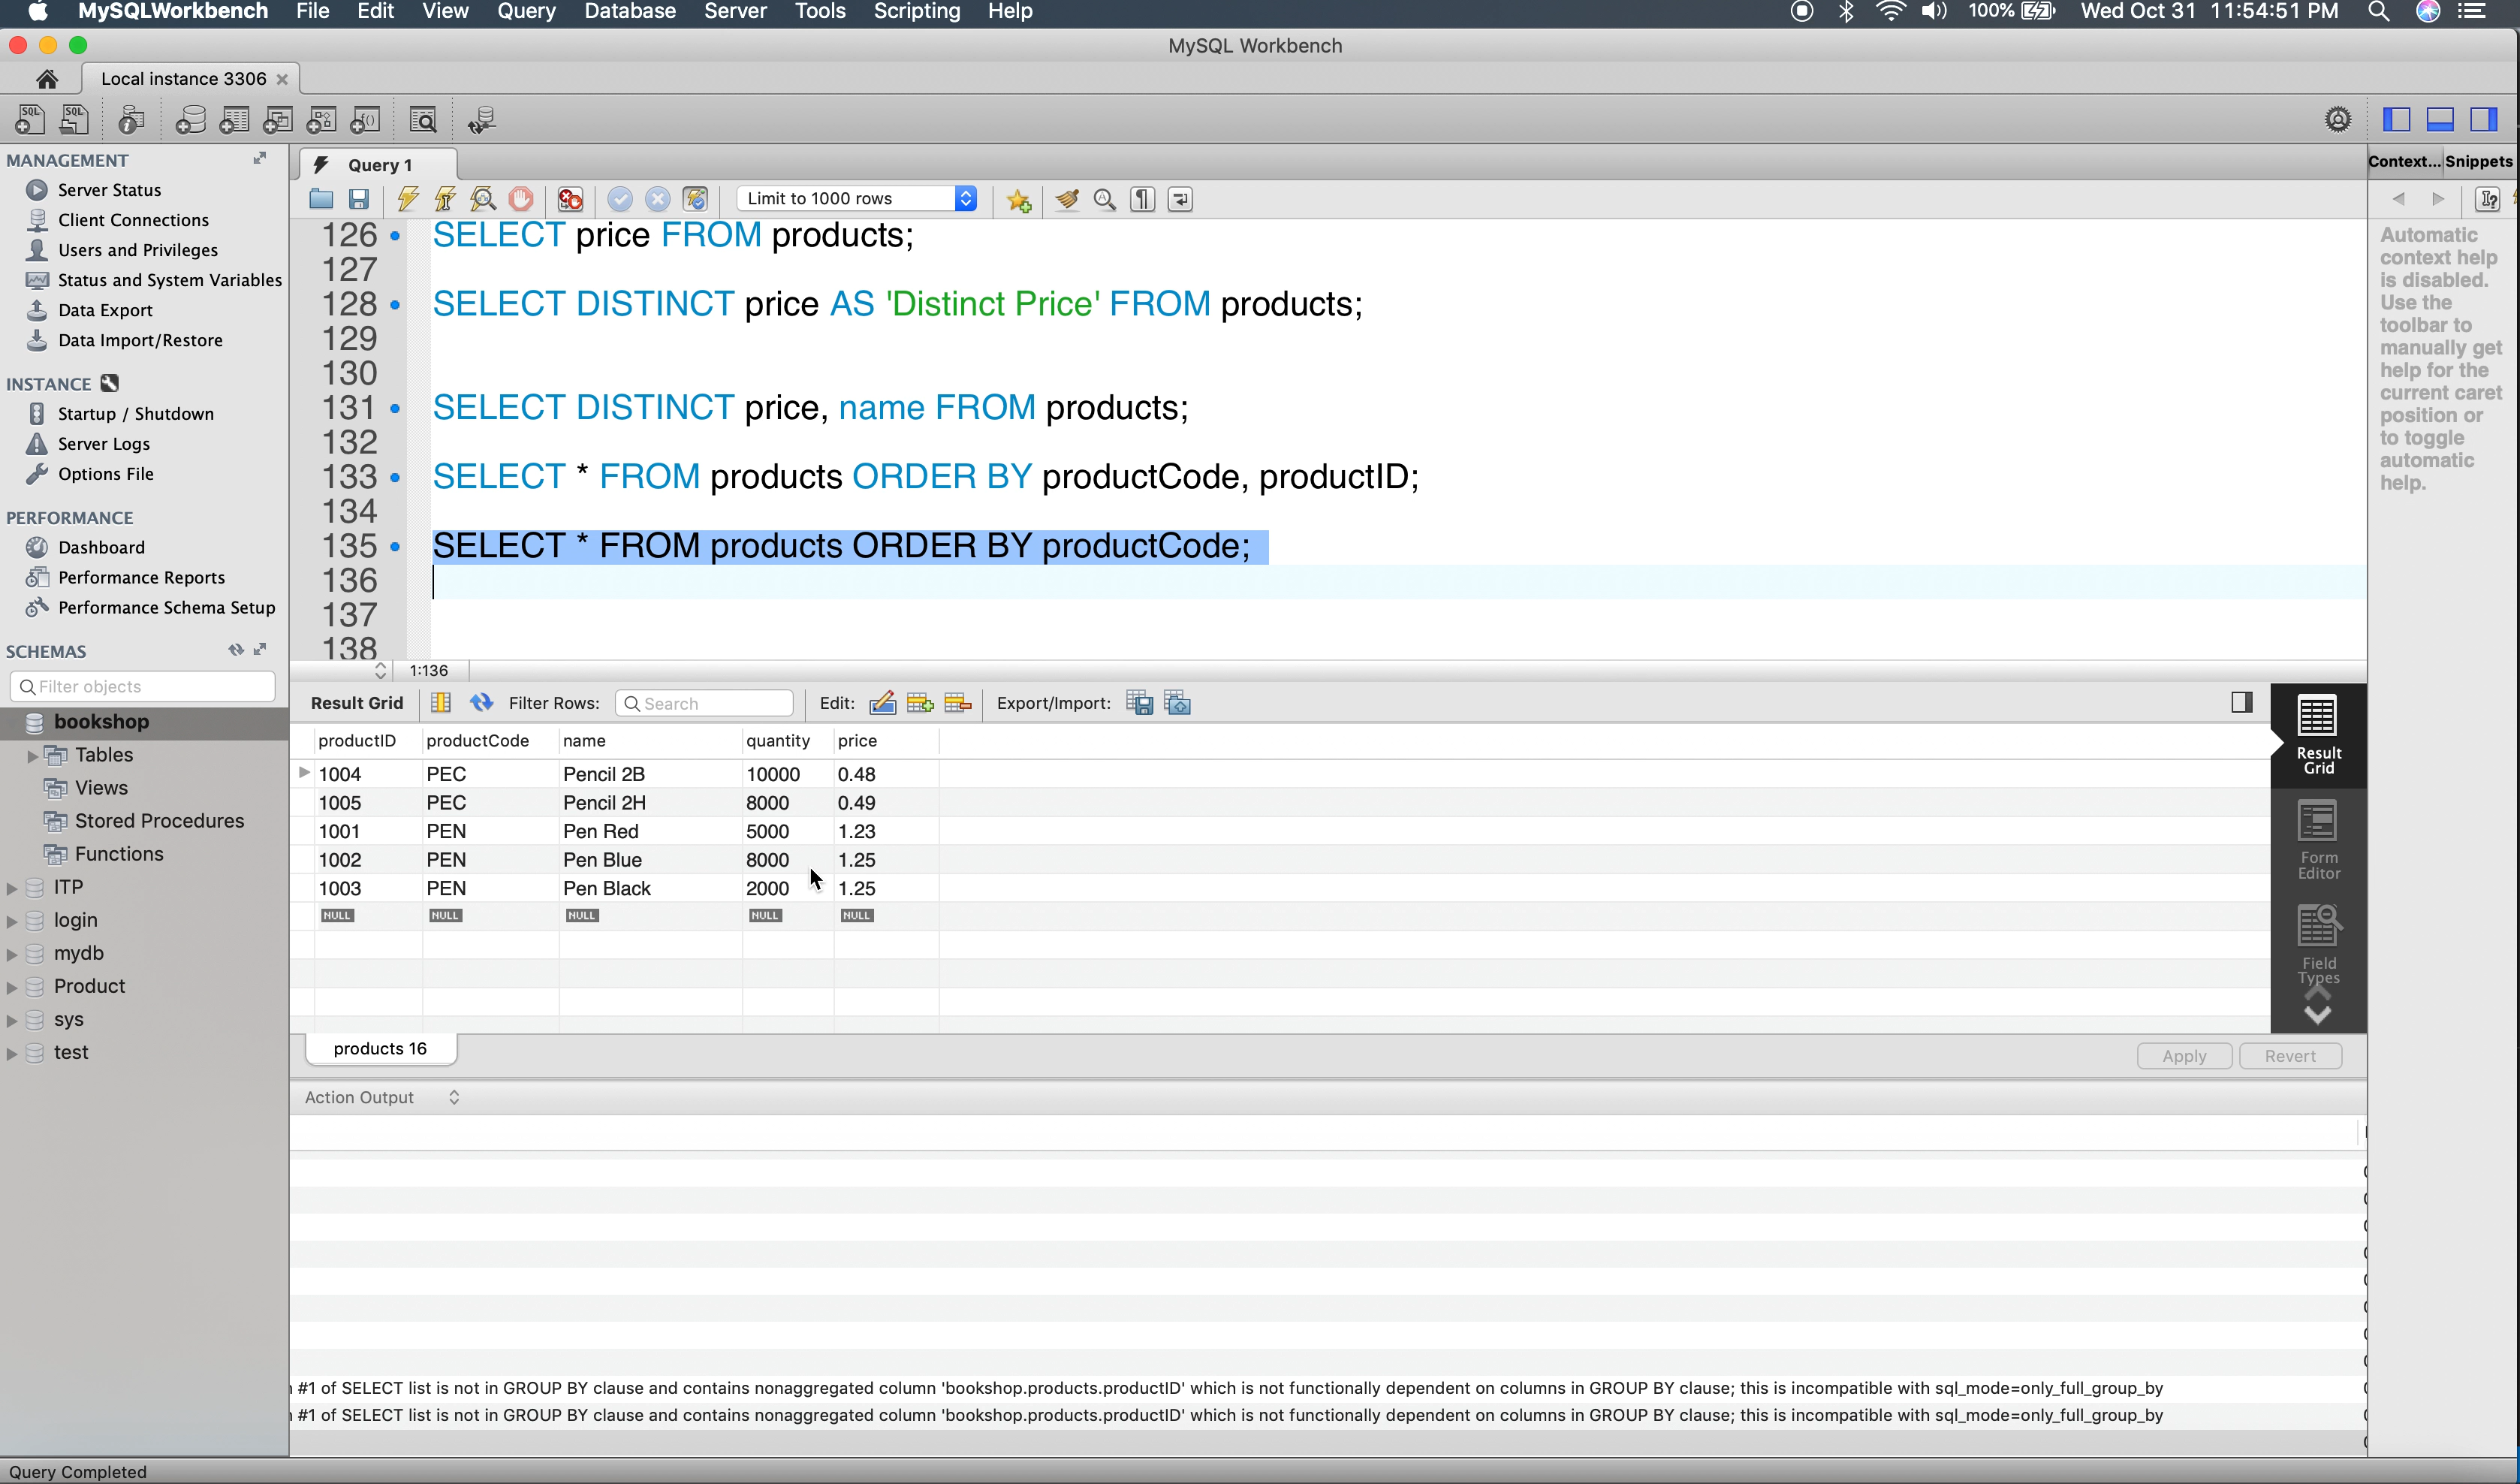 MySQLWorkbench File Edit View Query Database Server Tools Scripting Help 100% Wed Oct 31 11:54:51 PM
MySQL Workbench
Local instance 3306
MANAGEMENT
Server Status
Client Connections
Users and Privileges
Status and System Variables
Data Export
Data Import/Restore
INSTANCE
Startup / Shutdown
Server Logs
Options File
PERFORMANCE
Dashboard
Performance Reports
Performance Schema Setup
SCHEMAS
Filter objects
bookshop
Tables
Views
Stored Procedures
Functions
ITP
login
mydb
Product
sys
test
Query 1
Limit to 1000 rows
126 SELECT price FROM products;
127
128 SELECT DISTINCT price AS 'Distinct Price' FROM products;
129
130
131 SELECT DISTINCT price, name FROM products;
132
133 SELECT * FROM products ORDER BY productCode, productID;
134
135 SELECT * FROM products ORDER BY productCode;
136
137
138
1:136
Result Grid Filter Rows: Search Edit: Export/Import:
productID productCode name quantity price
1004 PEC Pencil 2B 10000 0.48
1005 PEC Pencil 2H 8000 0.49
1001 PEN Pen Red 5000 1.23
1002 PEN Pen Blue 8000 1.25
1003 PEN Pen Black 2000 1.25
NULL NULL NULL NULL NULL
Result
Grid
Form
Editor
Field
Types
products 16
Apply Revert
Action Output
#1 of SELECT list is not in GROUP BY clause and contains nonaggregated column 'bookshop.products.productID' which is not functionally dependent on columns in GROUP BY clause; this is incompatible with sql_mode=only_full_group_by
#1 of SELECT list is not in GROUP BY clause and contains nonaggregated column 'bookshop.products.productID' which is not functionally dependent on columns in GROUP BY clause; this is incompatible with sql_mode=only_full_group_by
Context... Snippets
Automatic
context help
is disabled.
Use the
toolbar to
manually get
help for the
current caret
position or
to toggle
automatic
help.
Query Completed